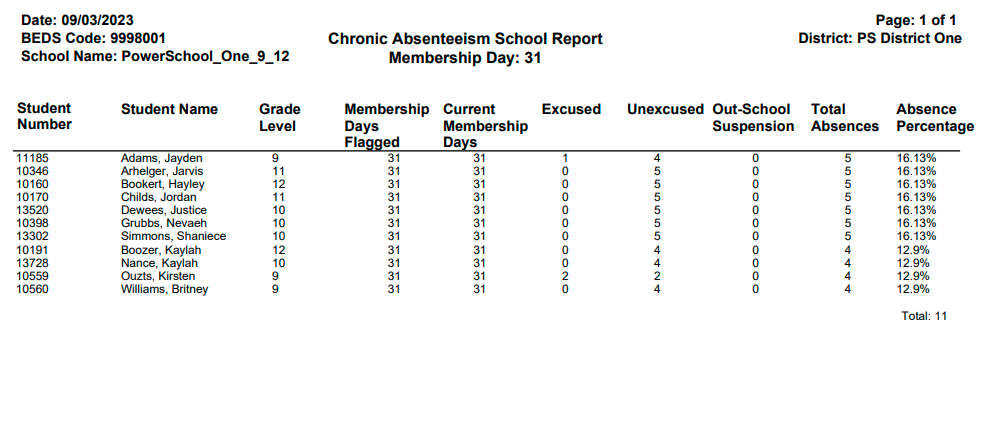 Date: 09/03/2023
BEDS Code: 9998001
School Name: PowerSchool_One_9_12
Chronic Absenteeism School Report
Membership Day: 31
Page: 1 of 1
District: PS District One
Student Number Student Name Grade Level Membership Days Flagged Current Membership Days Excused Unexcused Out-School Suspension Total Absences Absence Percentage
11185 Adams, Jayden 9 31 31 1 4 0 5 16.13%
10346 Arhelger, Jarvis 11 31 31 0 5 0 5 16.13%
10160 Bookert, Hayley 12 31 31 0 5 0 5 16.13%
10170 Childs, Jordan 11 31 31 0 5 0 5 16.13%
13520 Dewees, Justice 10 31 31 0 5 0 5 16.13%
10398 Grubbs, Nevaeh 10 31 31 0 5 0 5 16.13%
13302 Simmons, Shaniece 10 31 31 0 5 0 5 16.13%
10191 Boozer, Kaylah 12 31 31 0 4 0 4 12.9%
13728 Nance, Kaylah 10 31 31 0 4 0 4 12.9%
10559 Ouzts, Kirsten 9 31 31 2 2 0 4 12.9%
10560 Williams, Britney 9 31 31 0 4 0 4 12.9%
Total: 11